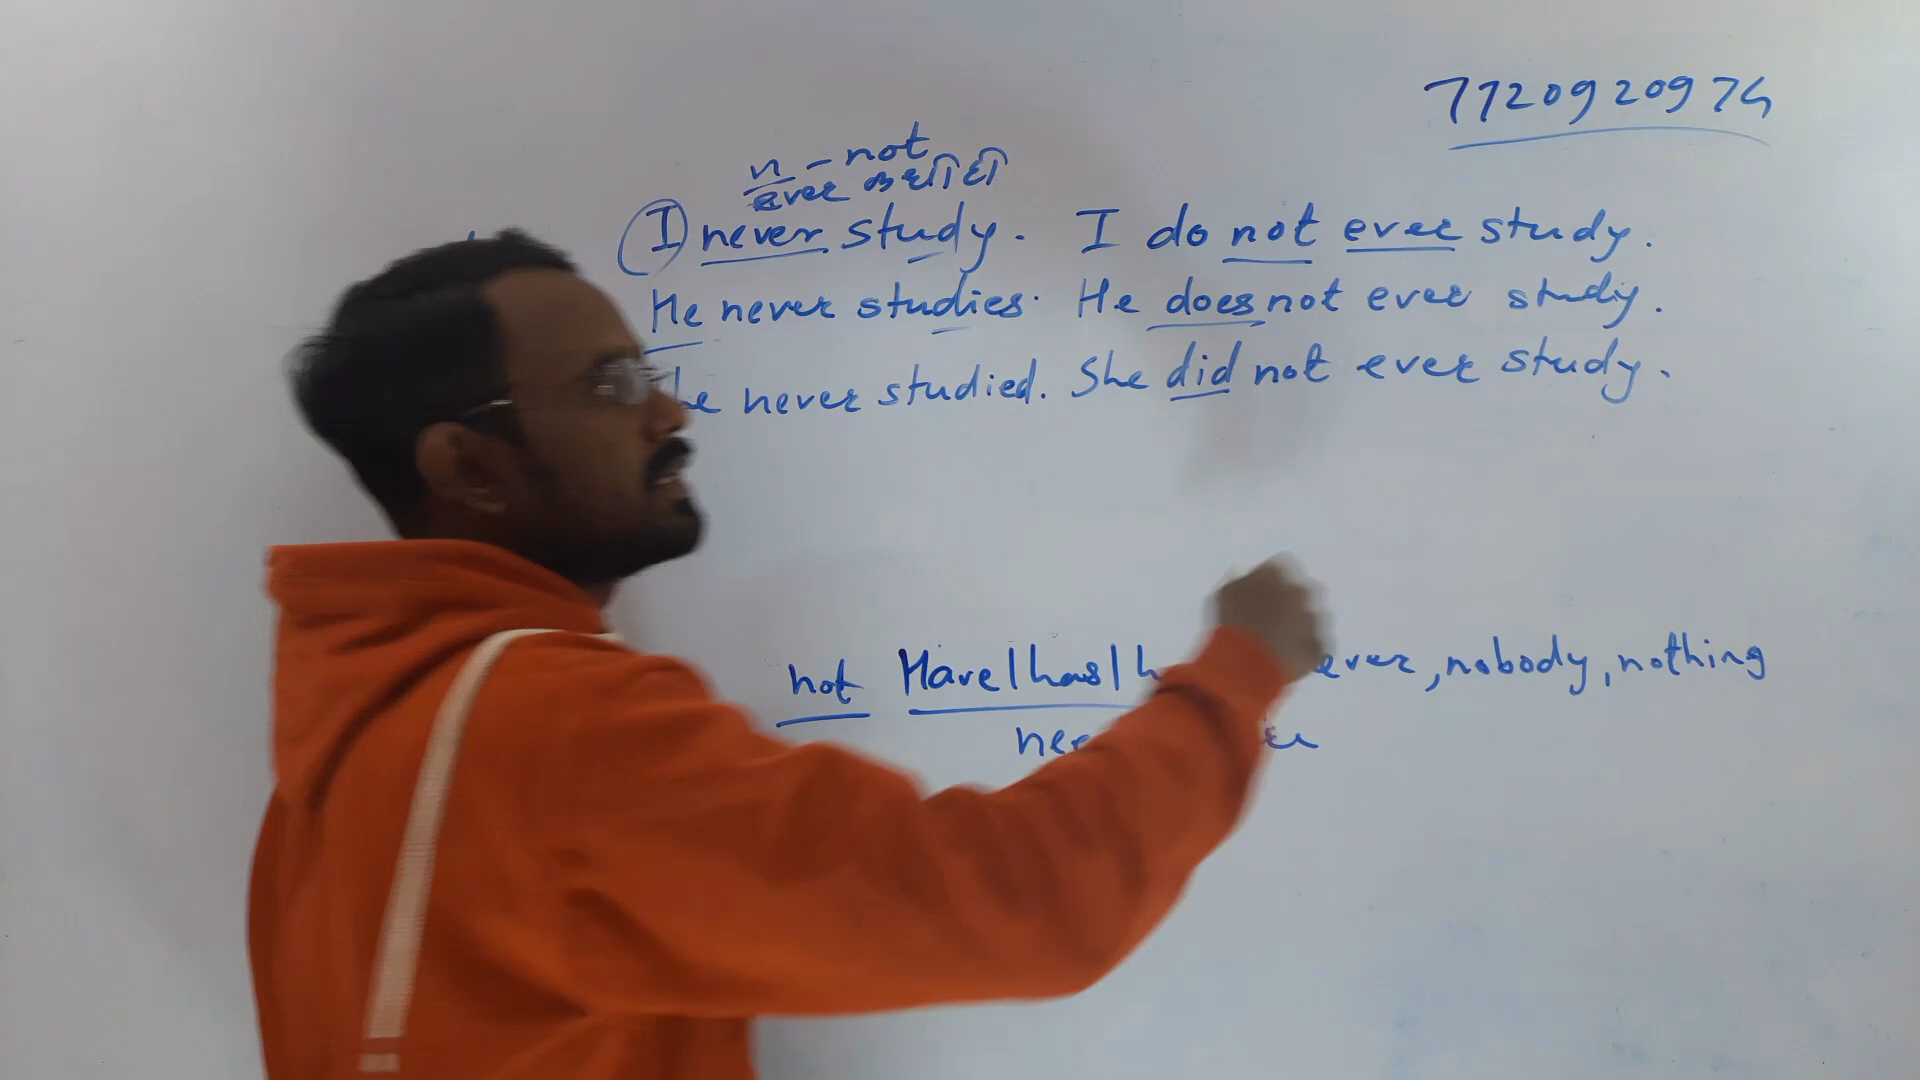 7720920974
n - not
ever कधीही
I never study. I do not ever study.
He never studies. He does not ever study.
never studied. She did not ever study.
not Have/has/ nobody, nothing